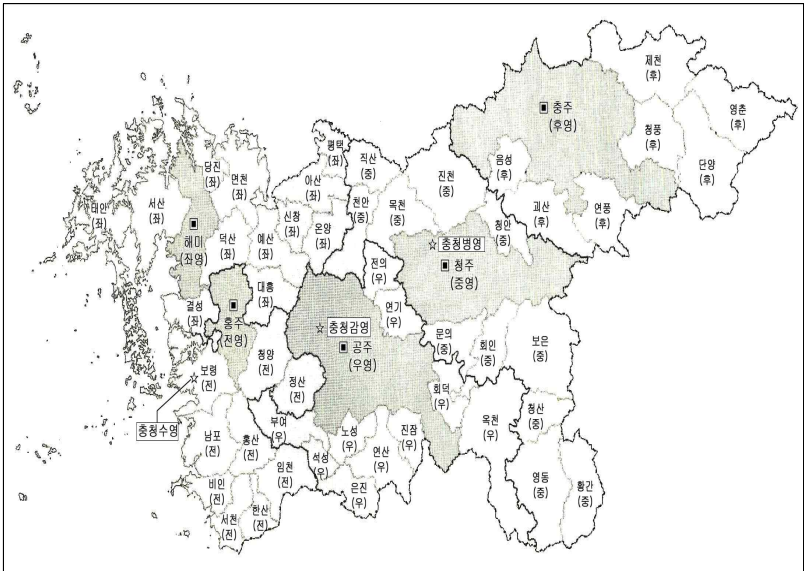 제천
(후)
영춘
(후)
충주
(후영)
청풍
(후)
단양
(후)
평택
(좌)
직산
(중)
음성
(후)
당진
(좌)
면천
(좌)
아산
(좌)
진천
(중)
천안
(중)
목천
(중)
괴산
(후)
연풍
(후)
태안
(좌)
서산
(좌)
신창
(좌)
온양
(좌)
청안
(중)
해미
(좌영)
덕산
(좌)
예산
(좌)
☆충청병영
청주
(중영)
전의
(우)
대흥
(좌)
결성
(좌)
홍주
(전영)
연기
(우)
☆충청감영
공주
(우영)
문의
(중)
회인
(중)
보은
(중)
보령
(전)
☆
청양
(전)
정산
(전)
회덕
(우)
옥천
(우)
청산
(중)
충청수영
부여
(우)
노성
(우)
진잠
(우)
남포
(전)
홍산
(전)
석성
(우)
연산
(우)
임천
(전)
은진
(우)
영동
(중)
황간
(중)
비인
(전)
서천
(전)
한산
(전)